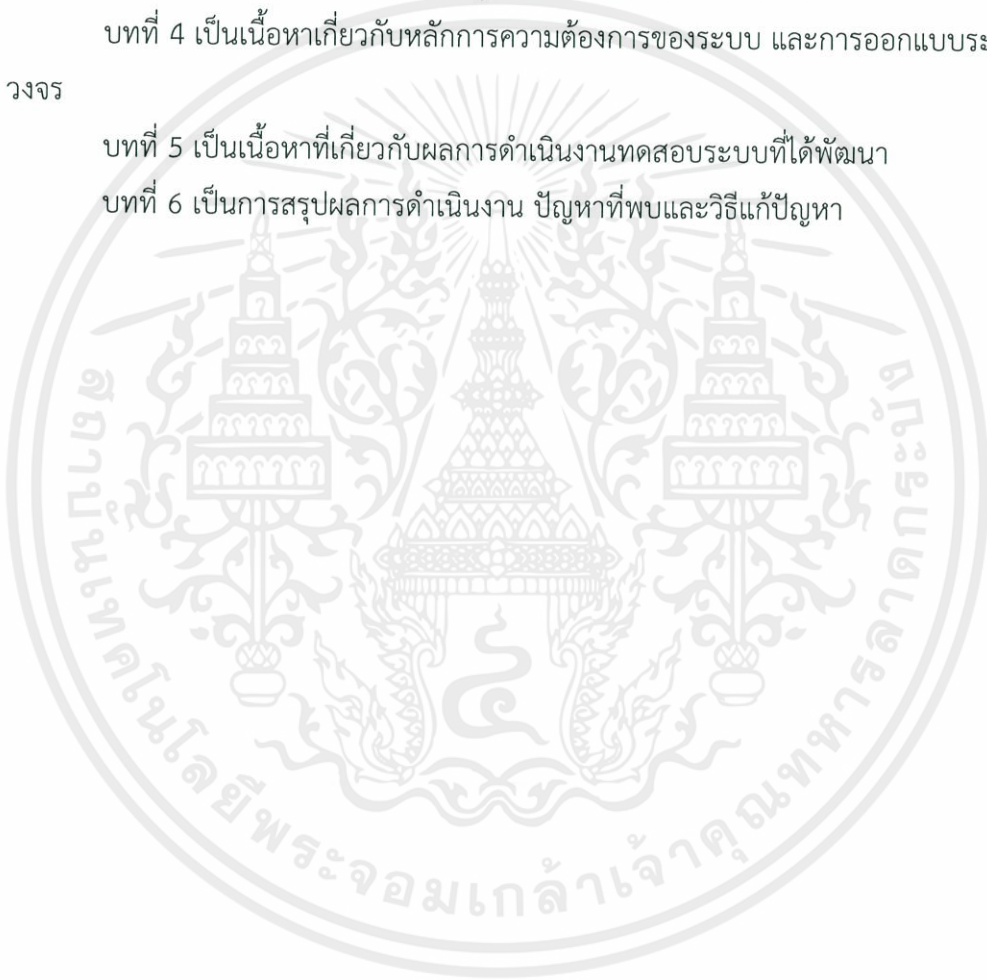 บทที่ 4 เป็นเนื้อหาเกี่ยวกับหลักการความต้องการของระบบ และการออกแบบระ
วงจร
บทที่ 5 เป็นเนื้อหาที่เกี่ยวกับผลการดำเนินงานทดสอบระบบที่ได้พัฒนา
บทที่ 6 เป็นการสรุปผลการดำเนินงาน ปัญหาที่พบและวิธีแก้ปัญหา
สถาบันเทคโนโลยีพระจอมเกล้าเจ้าคุณทหารลาดกระบัง